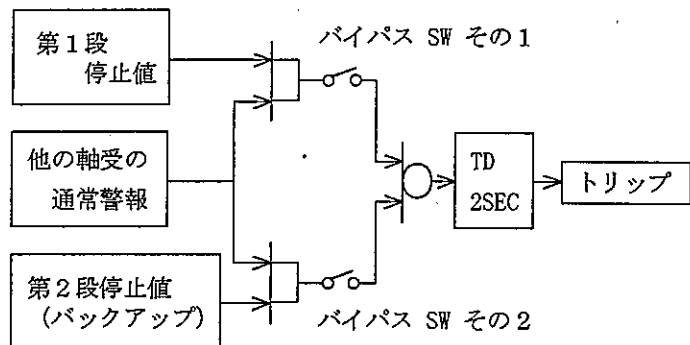 第１段
停止値
バイパス SW その１
他の軸受の
通常警報
TD
2SEC
トリップ
第２段停止値
（バックアップ）
バイパス SW その２